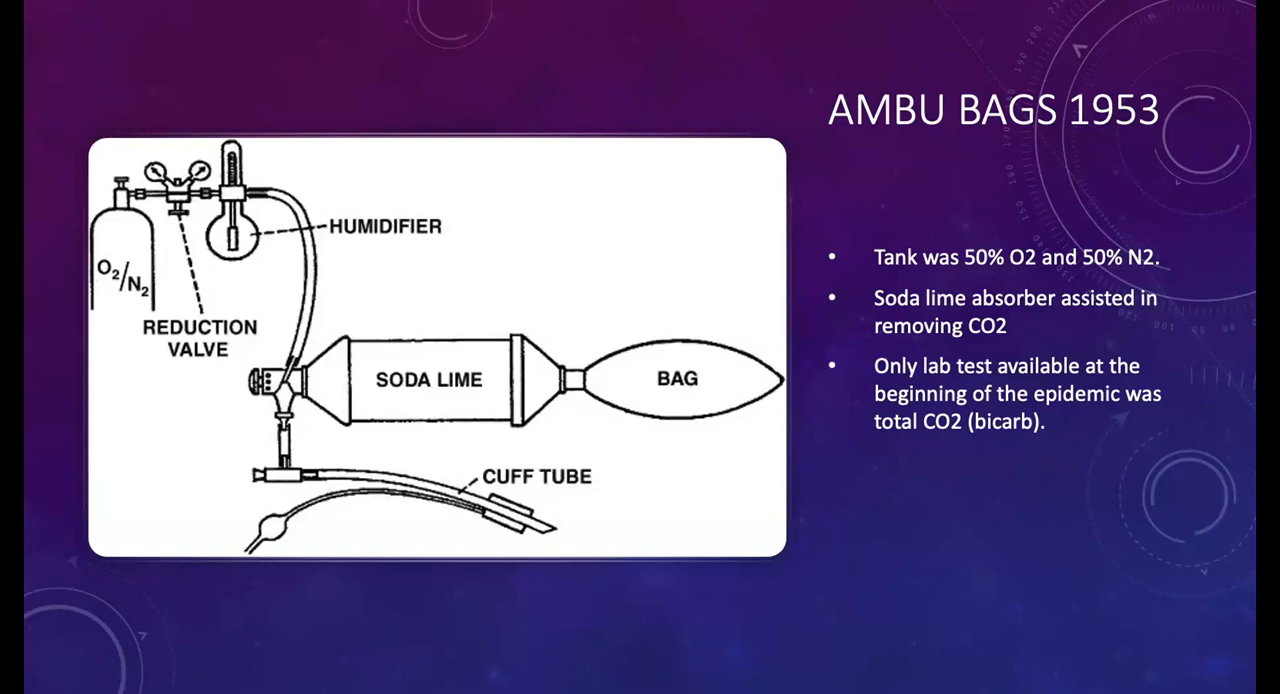 AMBU BAGS 1953
HUMIDIFIER
O2/N2
REDUCTION
VALVE
SODA LIME
BAG
CUFF TUBE
• Tank was 50% O2 and 50% N2.
• Soda lime absorber assisted in
removing CO2
• Only lab test available at the
beginning of the epidemic was
total CO2 (bicarb).